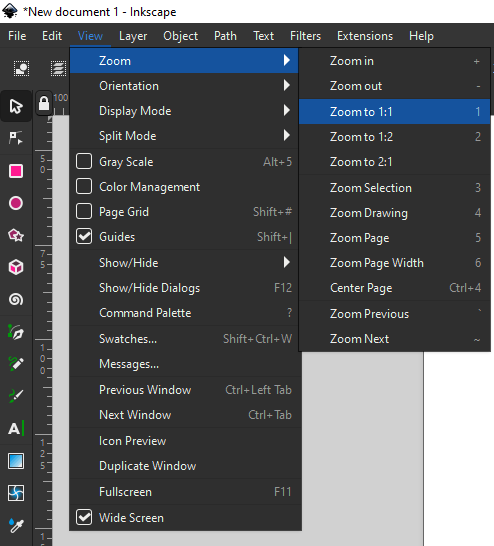 *New document 1 - Inkscape
File Edit View Layer Object Path Text Filters Extensions Help
Zoom
Orientation
Display Mode
Split Mode
Gray Scale Alt+5
Color Management
Page Grid Shift+#
Guides Shift+|
Show/Hide
Show/Hide Dialogs F12
Command Palette ?
Swatches... Shift+Ctrl+W
Messages...
Previous Window Ctrl+Left Tab
Next Window Ctrl+Tab
Icon Preview
Duplicate Window
Fullscreen F11
Wide Screen
Zoom in +
Zoom out -
Zoom to 1:1 1
Zoom to 1:2 2
Zoom to 2:1
Zoom Selection 3
Zoom Drawing 4
Zoom Page 5
Zoom Page Width 6
Center Page Ctrl+4
Zoom Previous `
Zoom Next ~
100
50
75
100
125
A